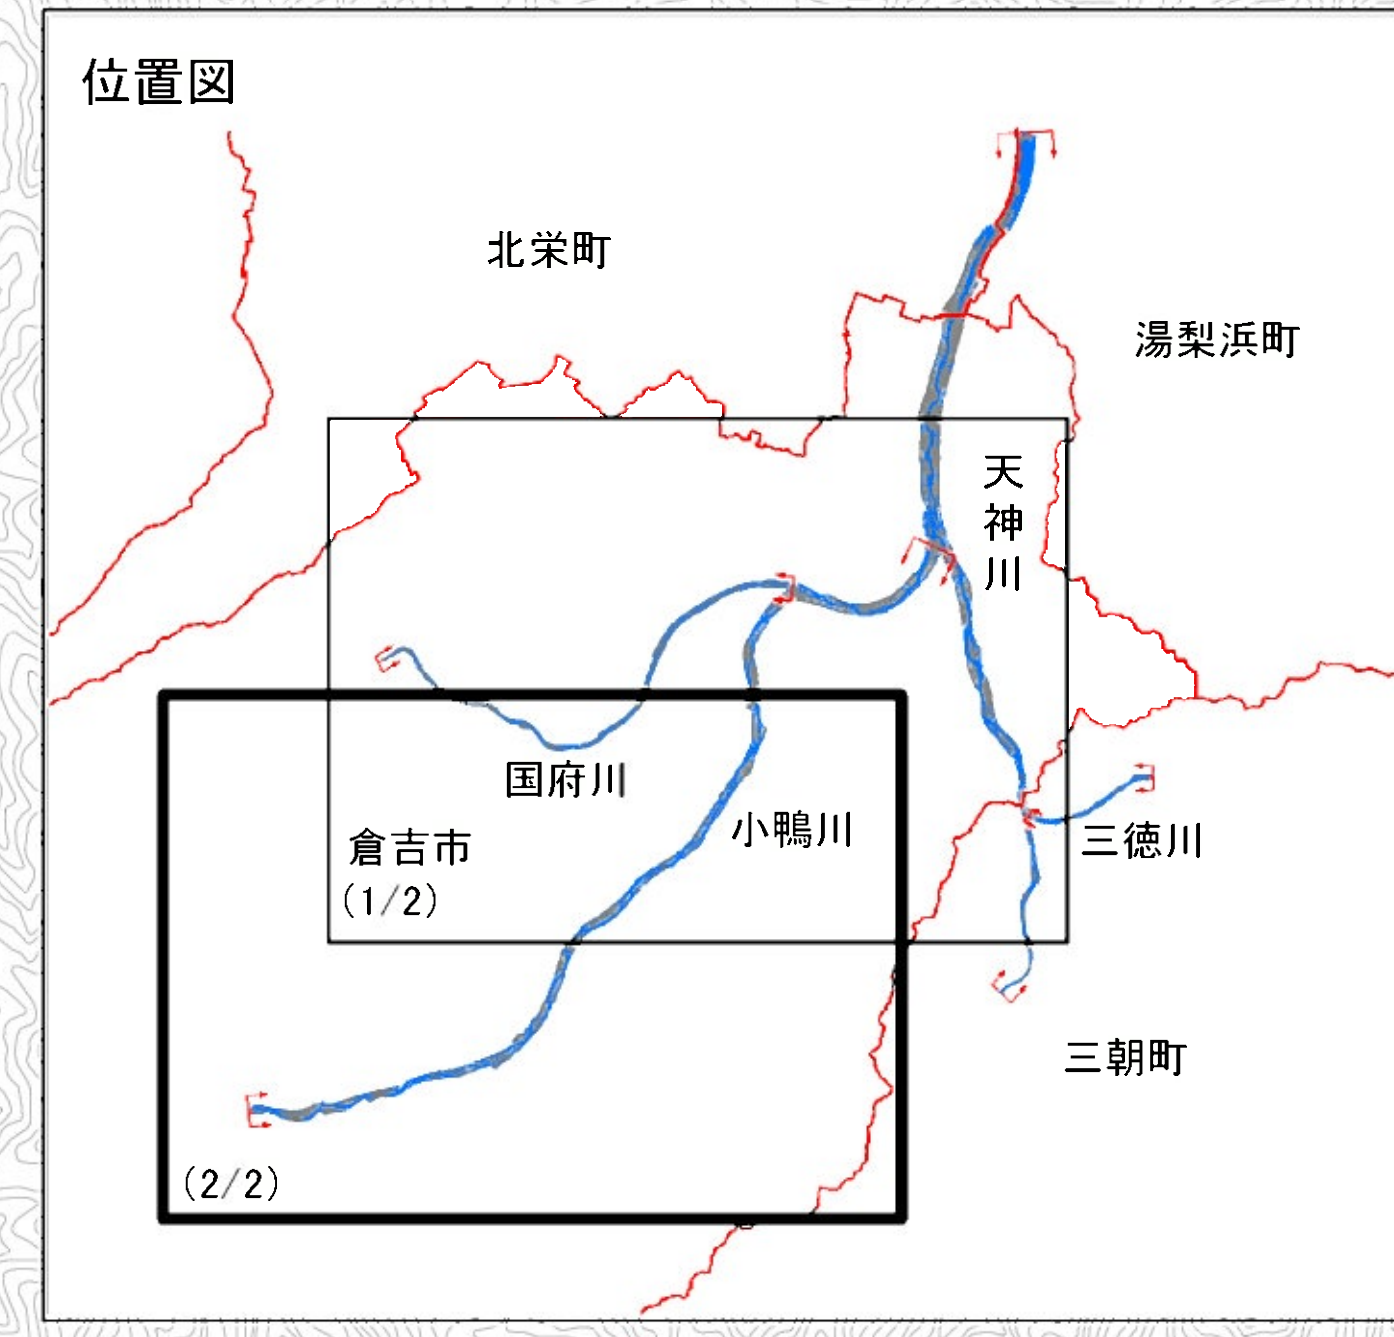 位置図
北栄町
湯梨浜町
天神川
国府川
小鴨川
倉吉市
(1/2)
三徳川
三朝町
(2/2)